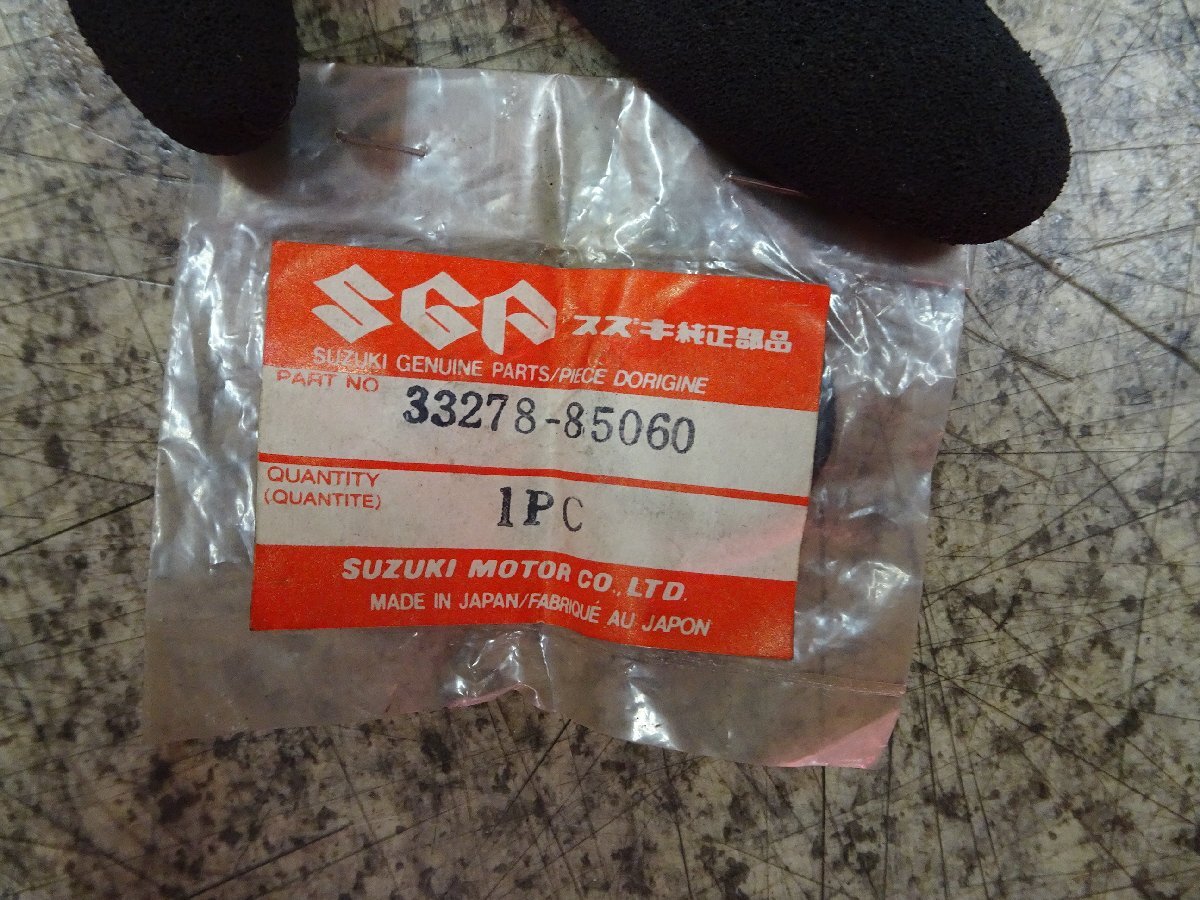 SGP スズキ純正部品
SUZUKI GENUINE PARTS/PIECE DORIGINE
PART NO 33278-85060
QUANTITY
(QUANTITE) 1PC
SUZUKI MOTOR CO., LTD.
MADE IN JAPAN/FABRIQUÉ AU JAPON